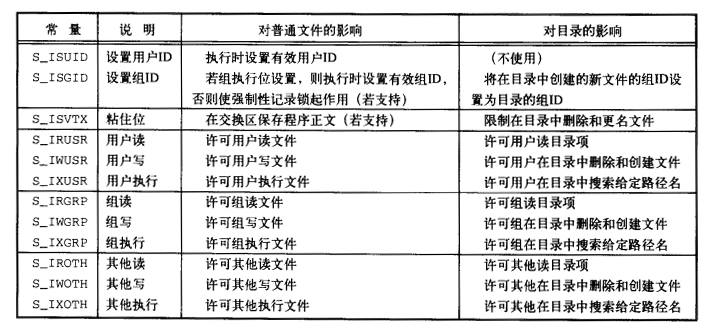 常 量 说 明 对普通文件的影响 对目录的影响
S_ISUID 设置用户ID 执行时设置有效用户ID （不使用）
S_ISGID 设置组ID 若组执行位设置，则执行时设置有效组ID， 将在目录中创建的新文件的组ID设
否则使强制性记录锁起作用（若支持） 置为目录的组ID
S_ISVTX 粘住位 在交换区保存程序正文（若支持） 限制在目录中删除和更名文件
S_IRUSR 用户读 许可用户读文件 许可用户读目录项
S_IWUSR 用户写 许可用户写文件 许可用户在目录中删除和创建文件
S_IXUSR 用户执行 许可用户执行文件 许可用户在目录中搜索给定路径名
S_IRGRP 组读 许可组读文件 许可组读目录项
S_IWGRP 组写 许可组写文件 许可组在目录中删除和创建文件
S_IXGRP 组执行 许可组执行文件 许可组在目录中搜索给定路径名
S_IROTH 其他读 许可其他读文件 许可其他读目录项
S_IWOTH 其他写 许可其他写文件 许可其他在目录中删除和创建文件
S_IXOTH 其他执行 许可其他执行文件 许可其他在目录中搜索给定路径名